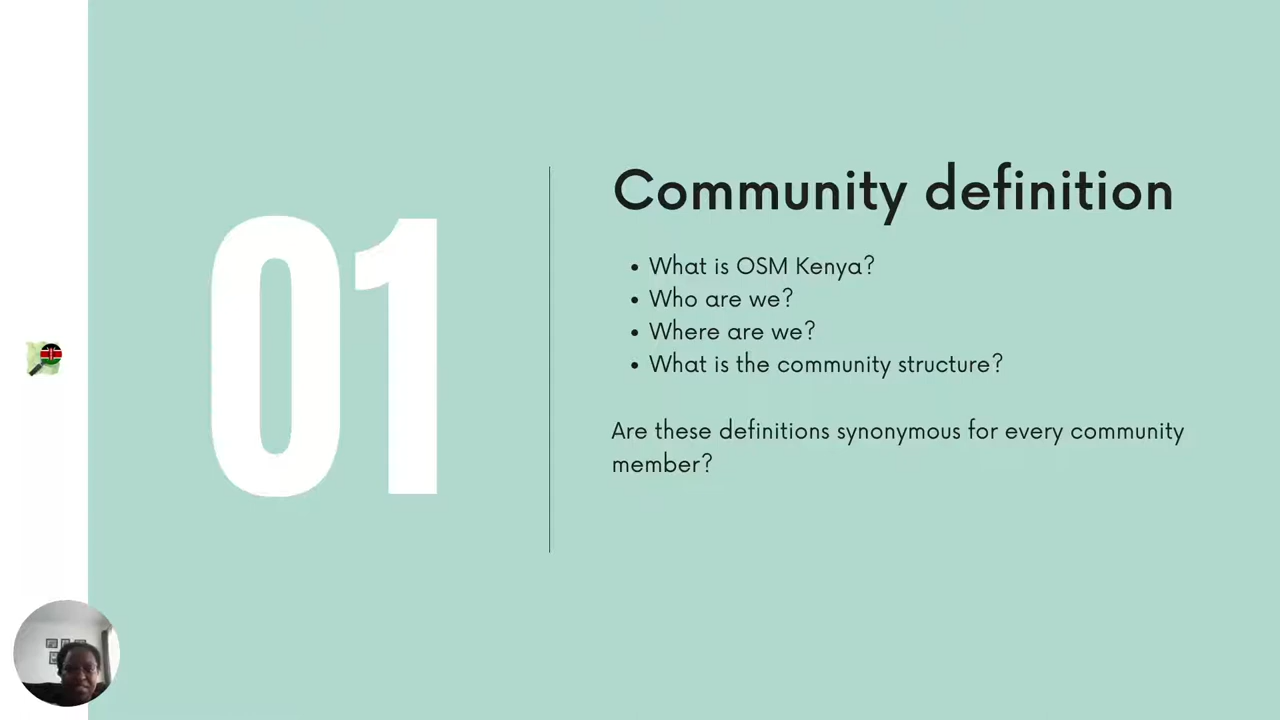 01
Community definition
• What is OSM Kenya?
• Who are we?
• Where are we?
• What is the community structure?
Are these definitions synonymous for every community
member?